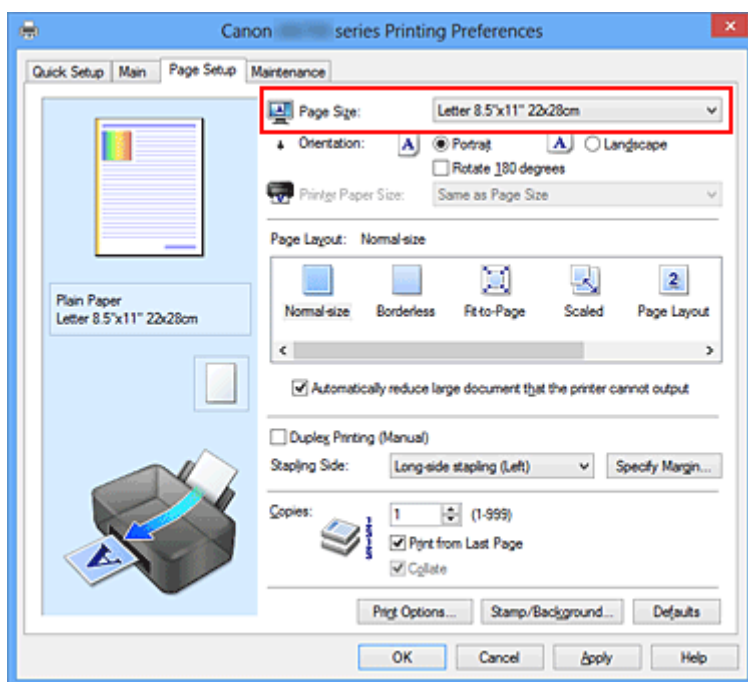 Canon series Printing Preferences
Quick Setup Main Page Setup Maintenance
Page Size: Letter 8.5"x11" 22x28cm
Orientation: A Portrait A Landscape
Rotate 180 degrees
Printer Paper Size: Same as Page Size
Page Layout: Normal-size
Normal-size Borderless Fit-to-Page Scaled Page Layout
Plain Paper
Letter 8.5"x11" 22x28cm
Automatically reduce large document that the printer cannot output
Duplex Printing (Manual)
Stapling Side: Long-side stapling (Left) Specify Margin...
Copies: 1 (1-999)
Print from Last Page
Collate
Print Options... Stamp/Background... Defaults
OK Cancel Apply Help